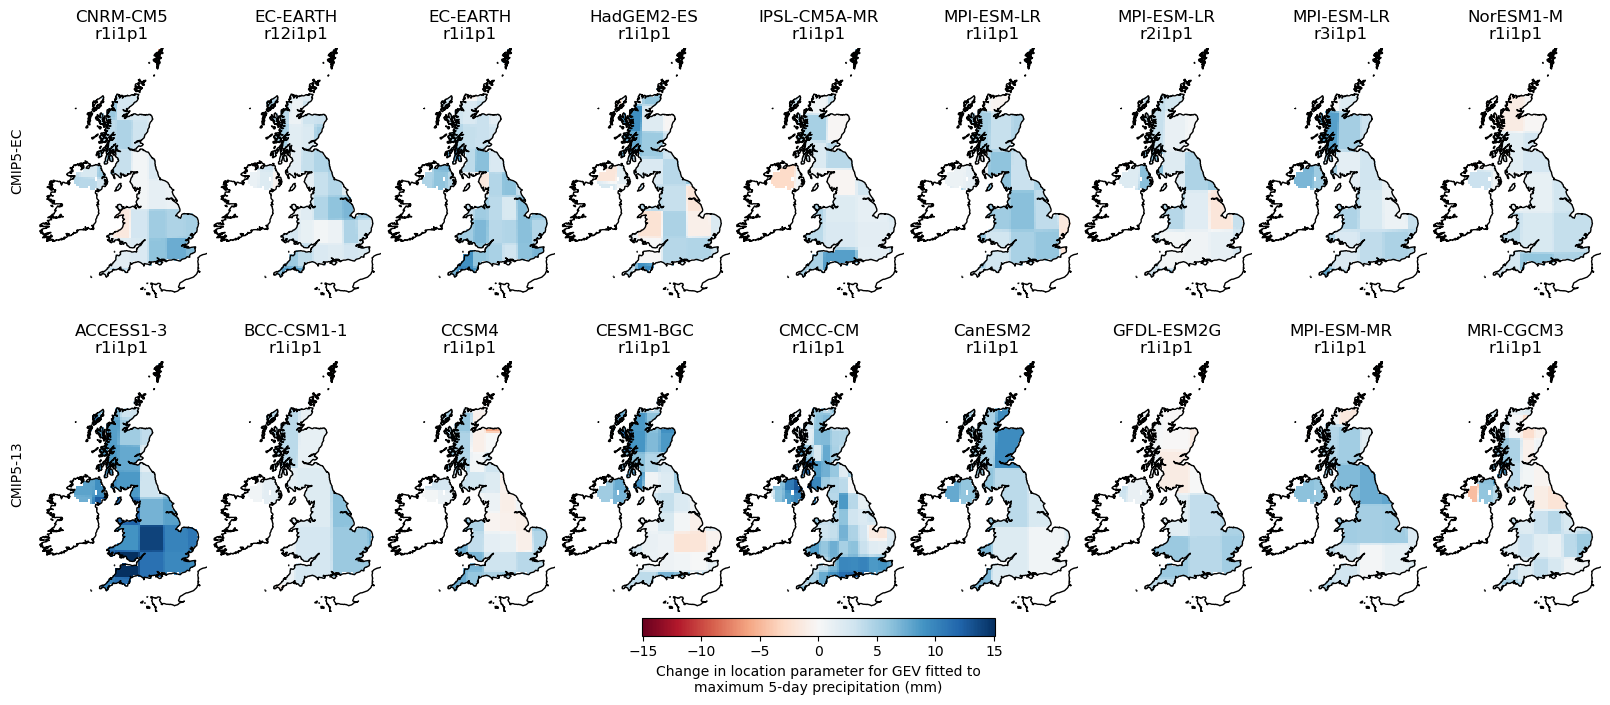 CNRM-CM5
r1i1p1
EC-EARTH
r12i1p1
EC-EARTH
r1i1p1
HadGEM2-ES
r1i1p1
IPSL-CM5A-MR
r1i1p1
MPI-ESM-LR
r1i1p1
MPI-ESM-LR
r2i1p1
MPI-ESM-LR
r3i1p1
NorESM1-M
r1i1p1
CMIP5-EC
ACCESS1-3
r1i1p1
BCC-CSM1-1
r1i1p1
CCSM4
r1i1p1
CESM1-BGC
r1i1p1
CMCC-CM
r1i1p1
CanESM2
r1i1p1
GFDL-ESM2G
r1i1p1
MPI-ESM-MR
r1i1p1
MRI-CGCM3
r1i1p1
CMIP5-13
−15 −10 −5 0 5 10 15
Change in location parameter for GEV fitted to
maximum 5-day precipitation (mm)